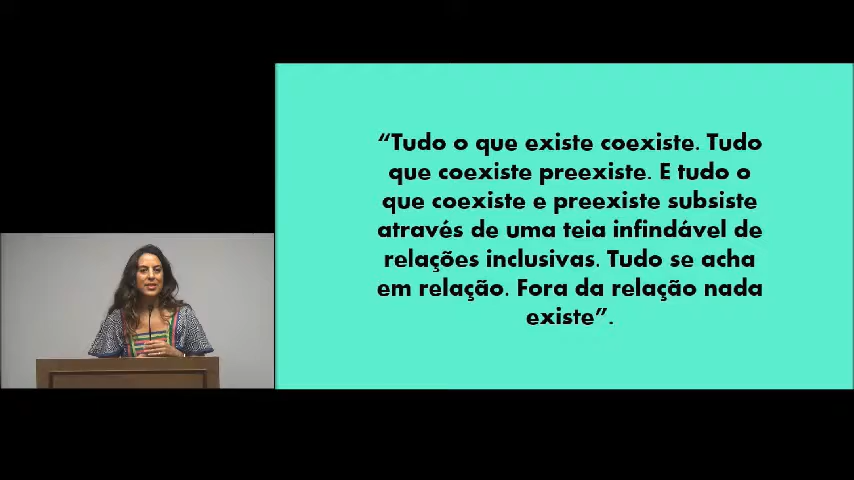 “Tudo o que existe coexiste. Tudo
que coexiste preexiste. E tudo o
que coexiste e preexiste subsiste
através de uma teia infindável de
relações inclusivas. Tudo se acha
em relação. Fora da relação nada
existe”.